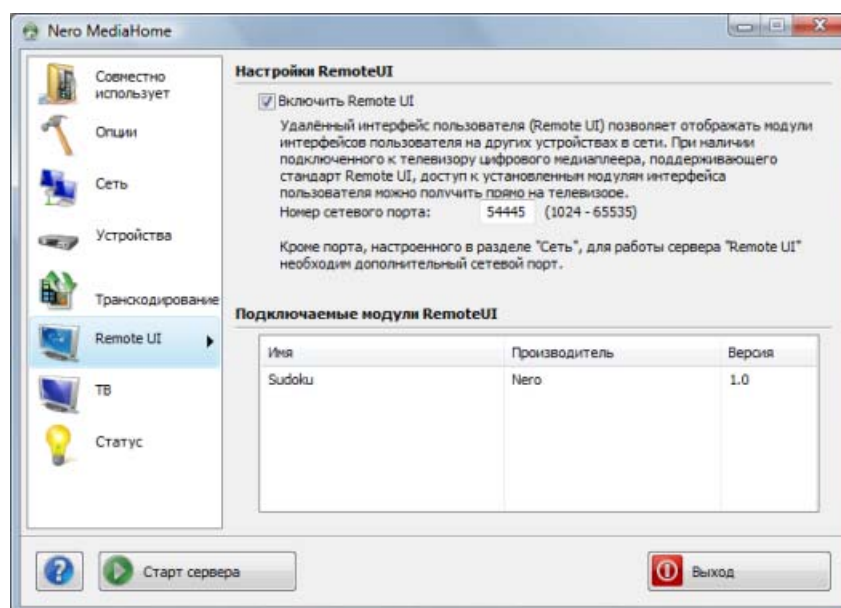 Nero MediaHome
Совместно
использует
Опции
Сеть
Устройства
Транскодирование
Remote UI
ТВ
Статус
Настройки RemoteUI
Включить Remote UI
Удалённый интерфейс пользователя (Remote UI) позволяет отображать модули
интерфейсов пользователя на других устройствах в сети. При наличии
подключенного к телевизору цифрового медиаплеера, поддерживающего
стандарт Remote UI, доступ к установленным модулям интерфейса
пользователя можно получить прямо на телевизоре.
Номер сетевого порта: 54445 (1024 - 65535)
Кроме порта, настроенного в разделе "Сеть", для работы сервера "Remote UI"
необходим дополнительный сетевой порт.
Подключаемые модули RemoteUI
Имя Производитель Версия
Sudoku Nero 1.0
? Старт сервера Выход